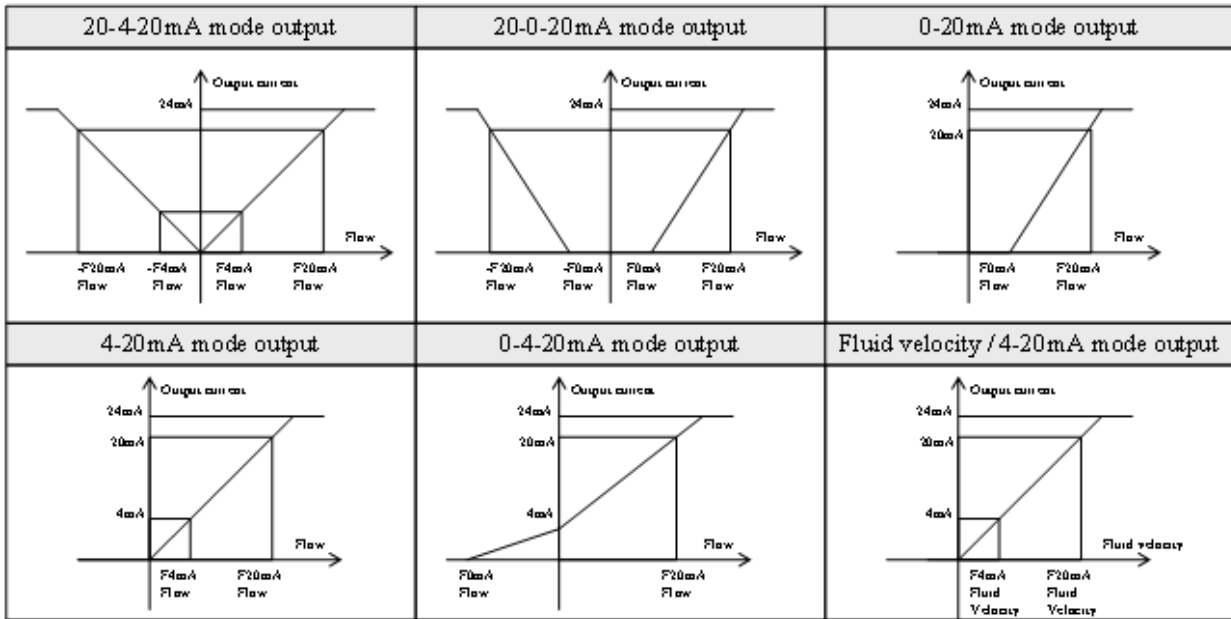 20-4-20mA mode output
20-0-20mA mode output
0-20mA mode output
Output current
24mA
Flow
-F20mA Flow
-F4mA Flow
F4mA Flow
F20mA Flow
Output current
24mA
Flow
-F20mA Flow
-F0mA Flow
F0mA Flow
F20mA Flow
Output current
24mA
20mA
Flow
F0mA Flow
F20mA Flow
4-20mA mode output
0-4-20mA mode output
Fluid velocity / 4-20mA mode output
Output current
24mA
20mA
4mA
Flow
F4mA Flow
F20mA Flow
Output current
24mA
20mA
4mA
Flow
F0mA Flow
F20mA Flow
Output current
24mA
20mA
4mA
Fluid velocity
F4mA Fluid Velocity
F20mA Fluid Velocity